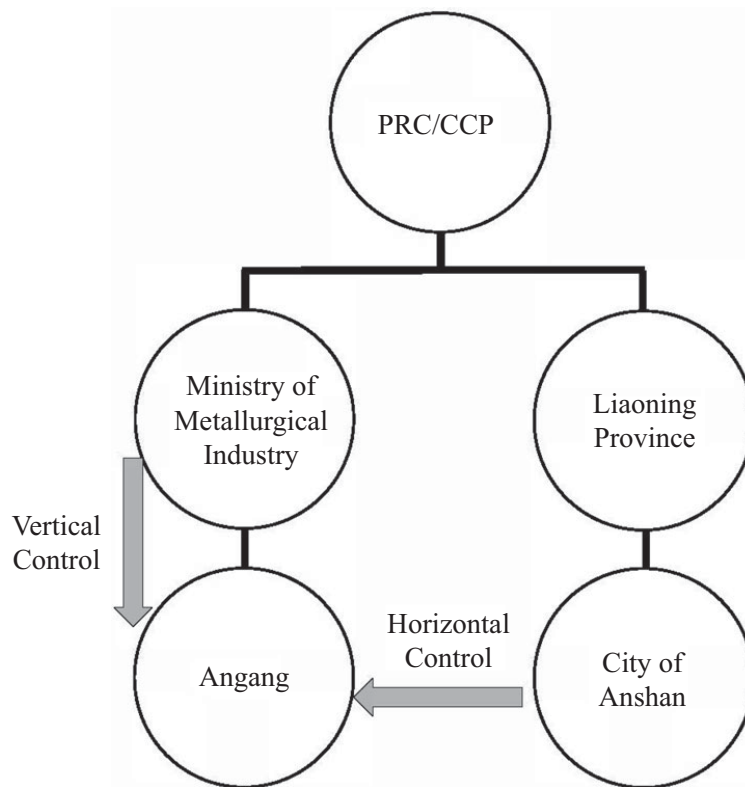 PRC/CCP
Ministry of
Metallurgical
Industry
Liaoning
Province
Vertical
Control
Horizontal
Control
Angang
City of
Anshan